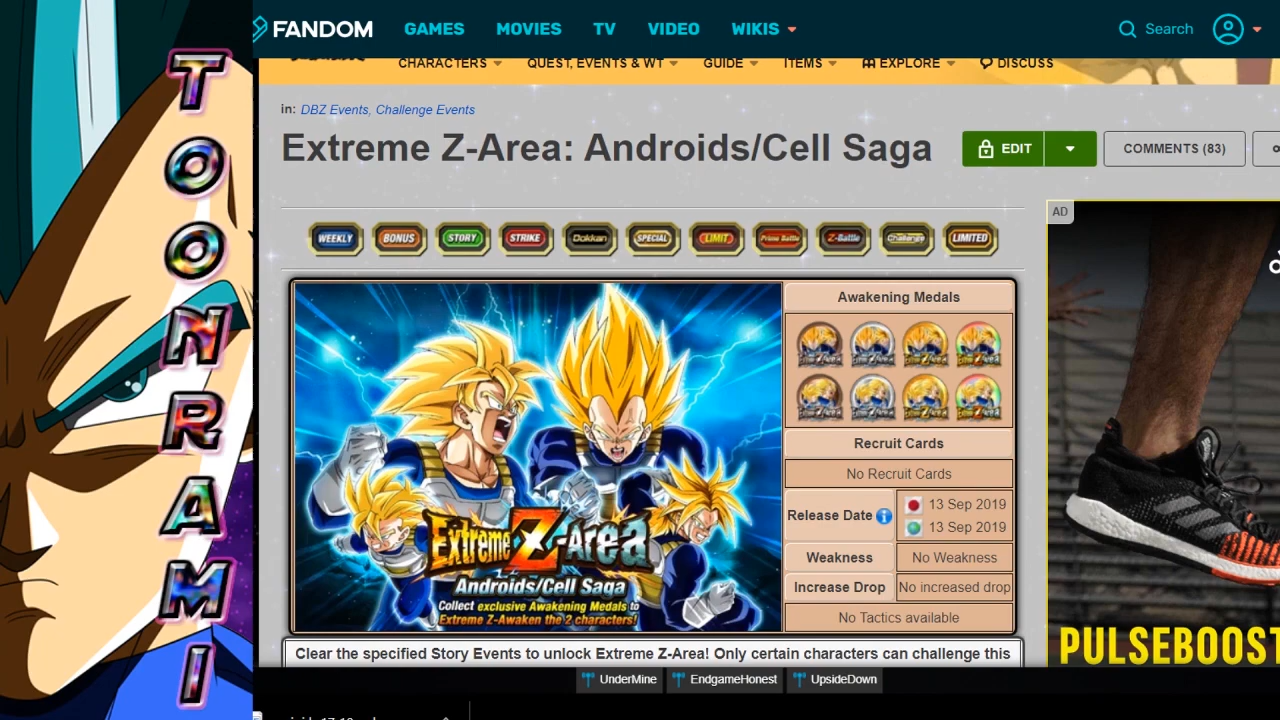 TOONRAMI
FANDOM GAMES MOVIES TV VIDEO WIKIS Search
CHARACTERS QUEST, EVENTS & WT GUIDE ITEMS EXPLORE DISCUSS
in: DBZ Events, Challenge Events
Extreme Z-Area: Androids/Cell Saga
EDIT
COMMENTS (83)
AD
WEEKLY BONUS STORY STRIKE Dokkan SPECIAL LIMIT Prime Battle Z-Battle Challenge LIMITED
Awakening Medals
Recruit Cards
No Recruit Cards
Release Date 13 Sep 2019
13 Sep 2019
Weakness No Weakness
Increase Drop No increased drop
No Tactics available
Extreme Z-Area
Androids/Cell Saga
Collect exclusive Awakening Medals to
Extreme Z-Awaken the 2 characters!
Clear the specified Story Events to unlock Extreme Z-Area! Only certain characters can challenge this
PULSEBOOST
UnderMine EndgameHonest UpsideDown